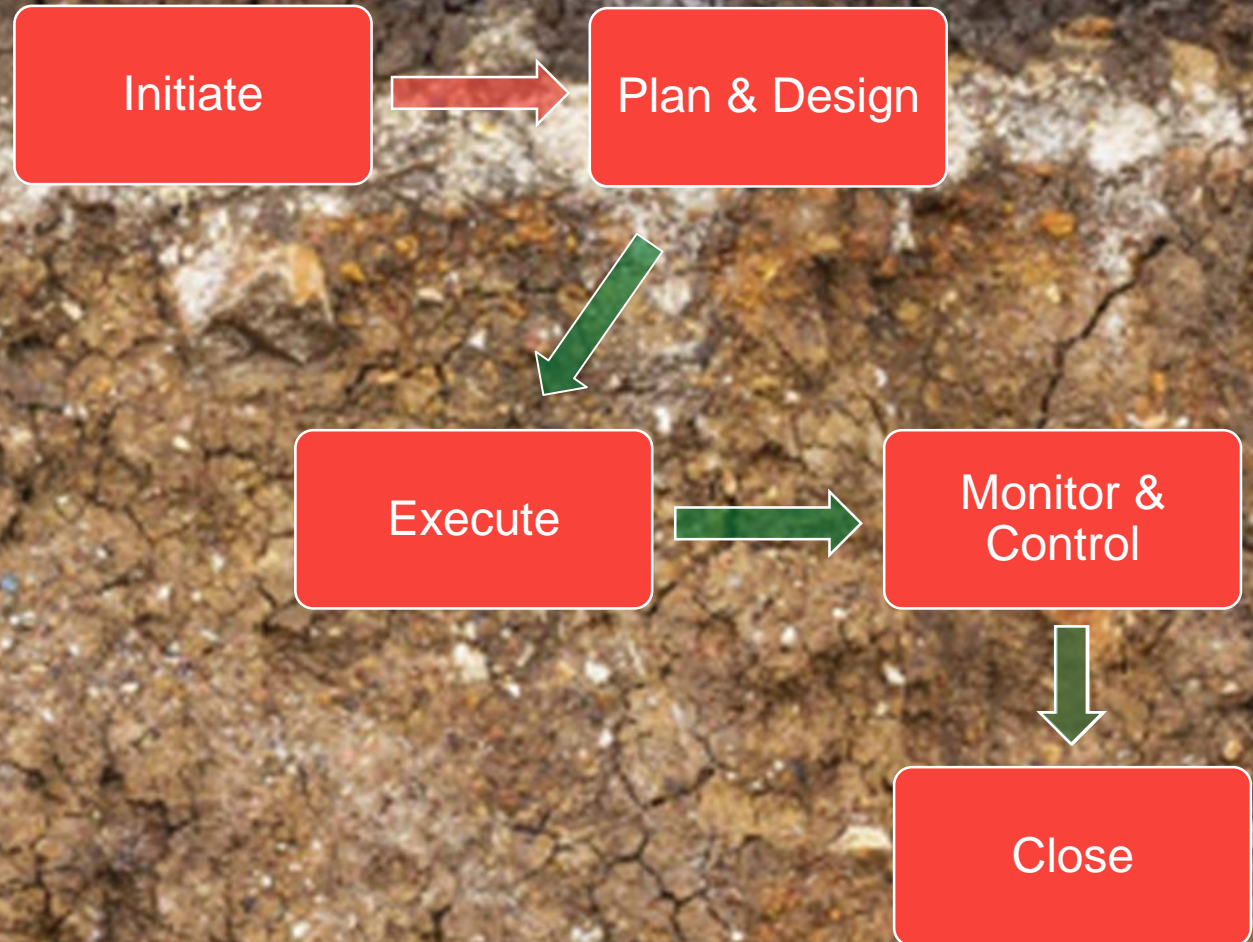 Initiate
Plan & Design
Execute
Monitor &
Control
Close